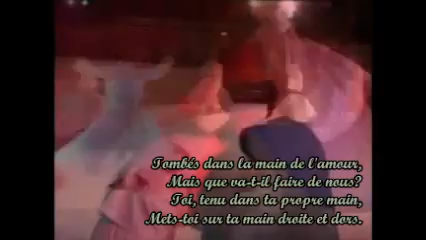 Tombés dans la main de l'amour,
Mais que va-t-il faire de nous?
Toi, tenu dans ta propre main,
Mets-toi sur ta main droite et dors.